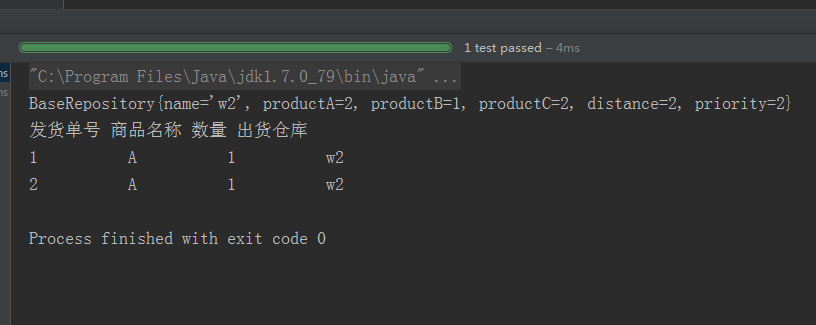 1 test passed – 4ms
ms "C:\Program Files\Java\jdk1.7.0_79\bin\java" ...
ms BaseRepository{name='w2', productA=2, productB=1, productC=2, distance=2, priority=2}
发货单号 商品名称 数量 出货仓库
1 A 1 w2
2 A 1 w2
Process finished with exit code 0